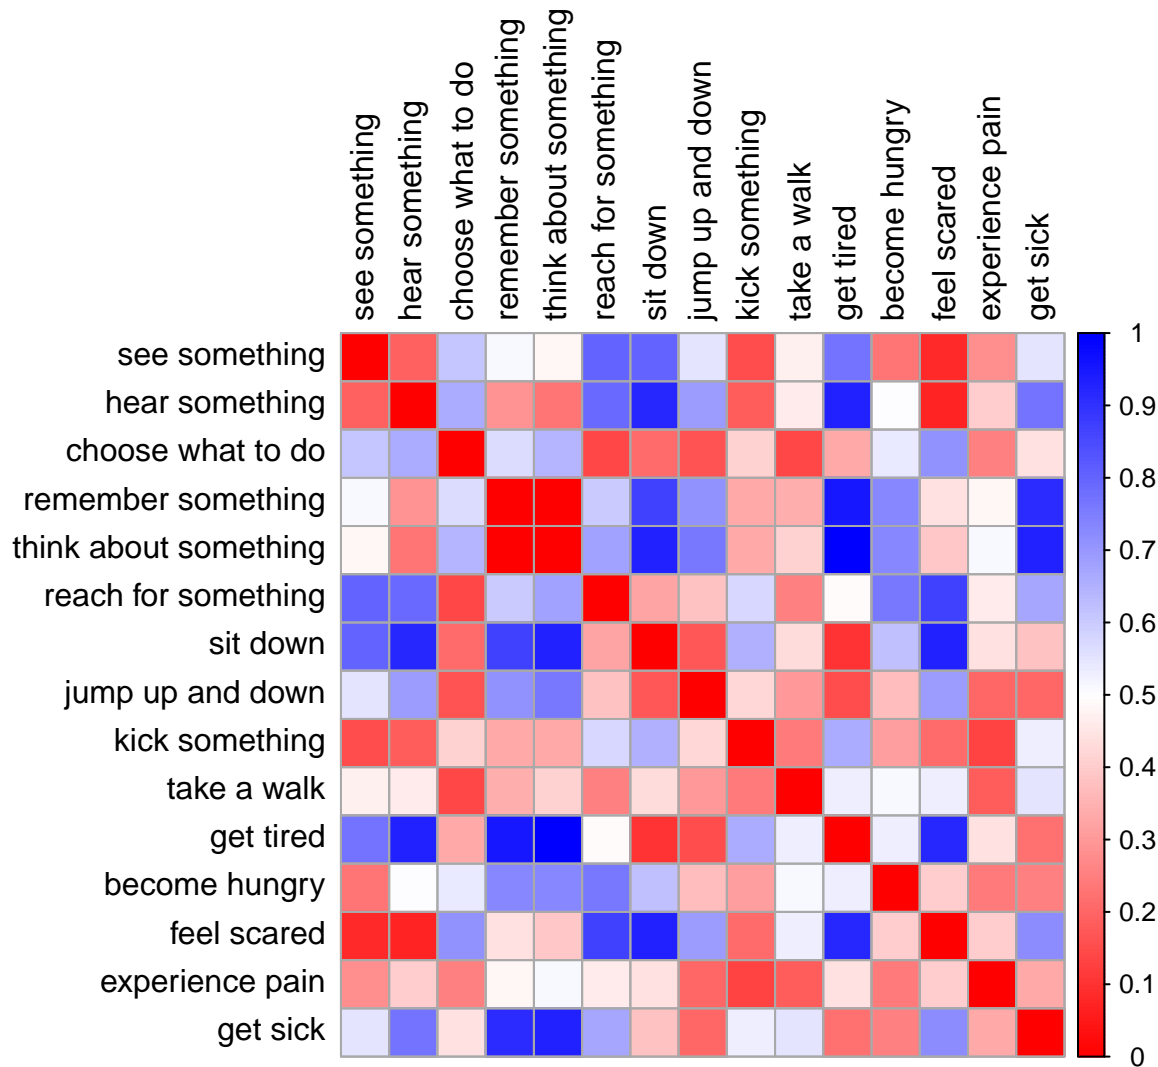 see something
hear something
choose what to do
remember something
think about something
reach for something
sit down
jump up and down
kick something
take a walk
get tired
become hungry
feel scared
experience pain
get sick
see something
hear something
choose what to do
remember something
think about something
reach for something
sit down
jump up and down
kick something
take a walk
get tired
become hungry
feel scared
experience pain
get sick
1
0.9
0.8
0.7
0.6
0.5
0.4
0.3
0.2
0.1
0